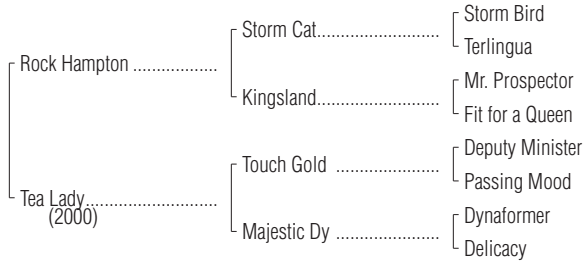 Storm Bird
Storm Cat..................................
Terlingua
Rock Hampton .......................
Mr. Prospector
Kingsland..................................
Fit for a Queen
Deputy Minister
Touch Gold ............................
Passing Mood
Tea Lady....................................
(2000)
Dynaformer
Majestic Dy ............................
Delicacy